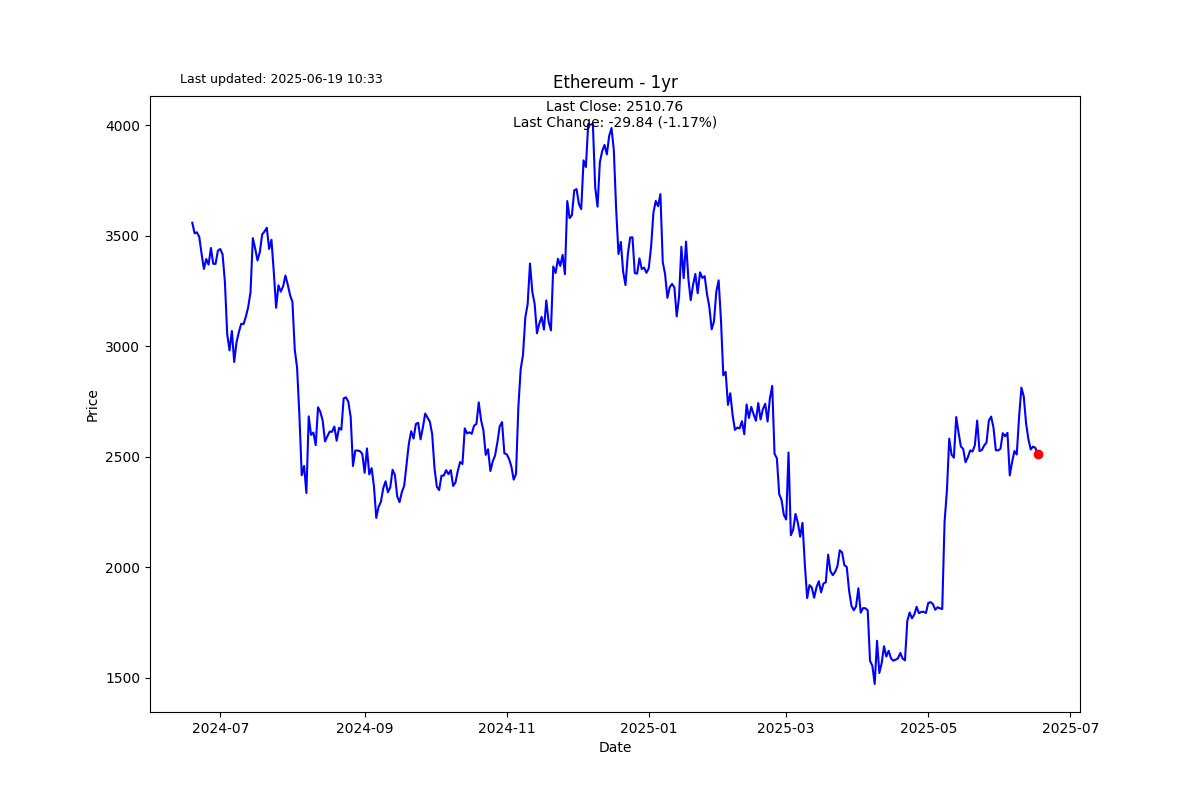 Last updated: 2025-06-19 10:33
Ethereum - 1yr
Last Close: 2510.76
Last Change: -29.84 (-1.17%)
4000
3500
3000
2500
2000
1500
Price
2024-07
2024-09
2024-11
2025-01
2025-03
2025-05
2025-07
Date